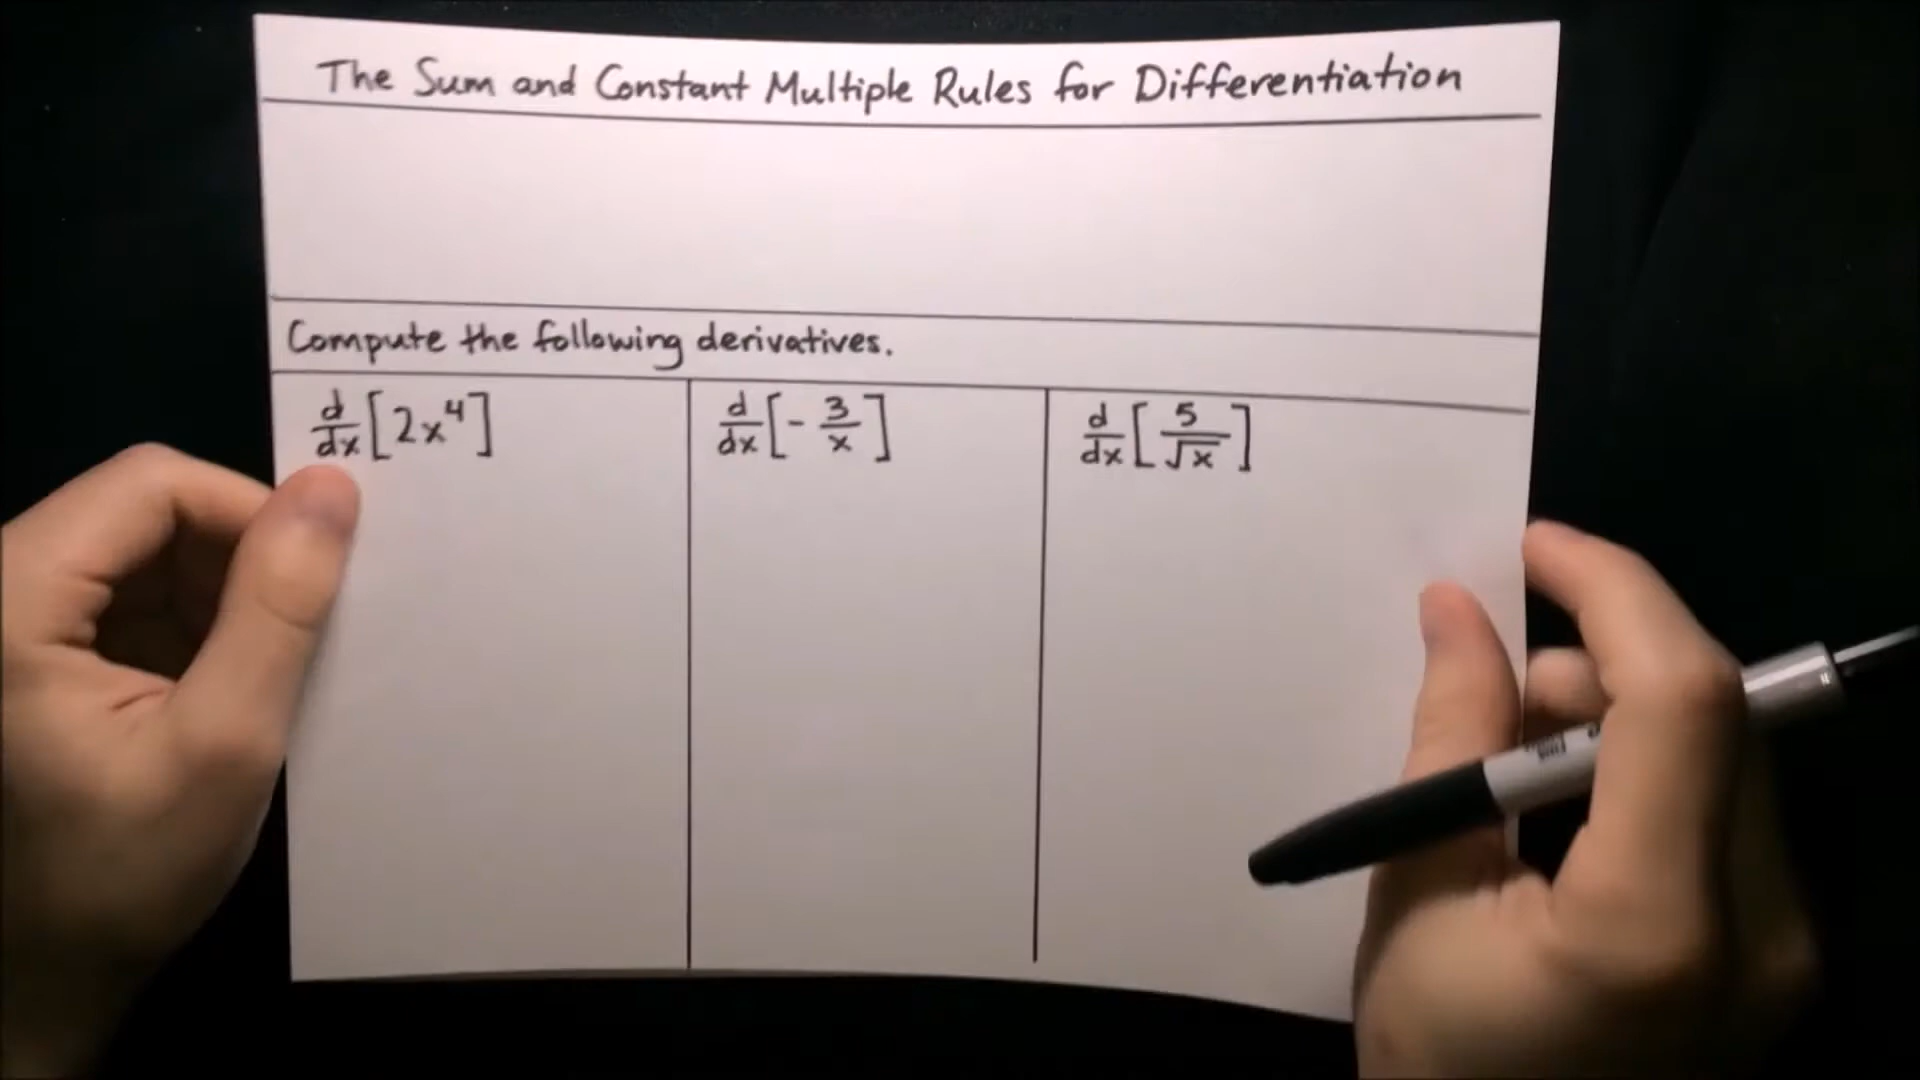 The Sum and Constant Multiple Rules for Differentiation
Compute the following derivatives.
d/dx [2x⁴]
d/dx [- 3/x]
d/dx [5/√x]